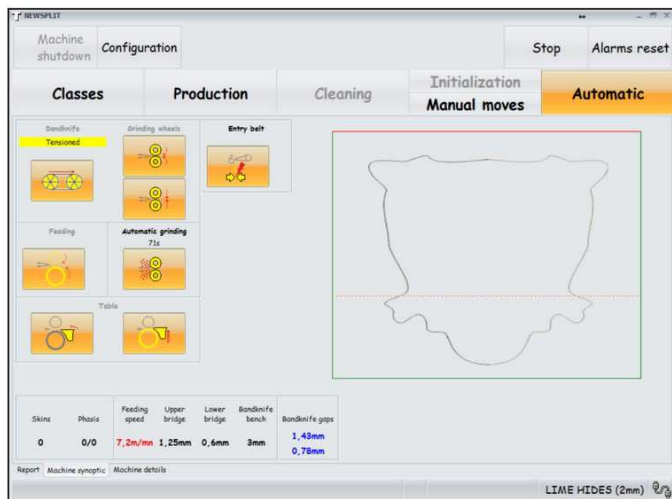 NEWSPLIT
Machine shutdown
Configuration
Stop
Alarms reset
Classes
Production
Cleaning
Initialization
Manual moves
Automatic
Bandknife
Tensioned
Grinding wheels
Entry belt
Feeding
Automatic grinding
71s
Table
Skins
Phasis
Feeding speed
Upper bridge
Lower bridge
Bandknife bench
Bandknife gaps
0
0/0
7,2m/mn
1,25mm
0,6mm
3mm
1,43mm
0,78mm
Report
Machine synoptic
Machine details
LIME HIDES (2mm)